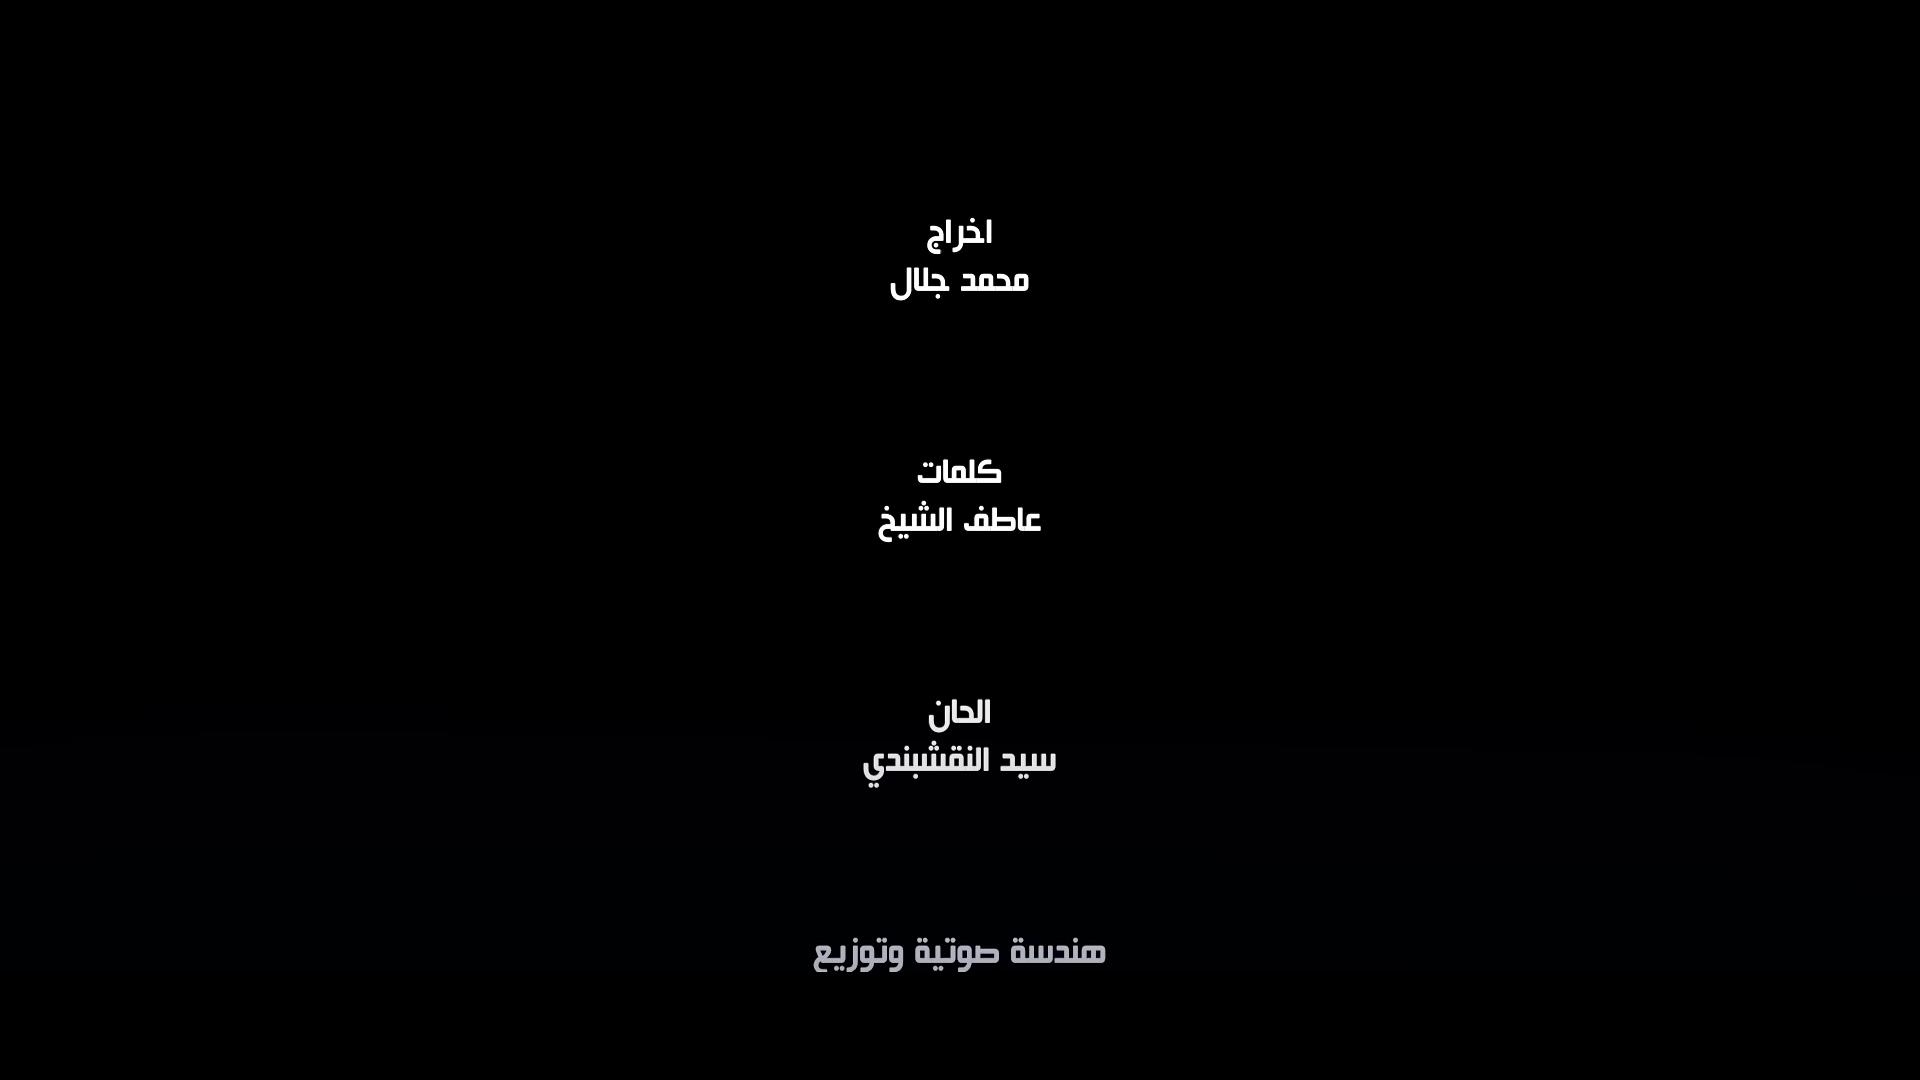 اخراج
محمد جلال
كلمات
عاطف الشيخ
الحان
سيد النقشبندي
هندسة صوتية وتوزيع